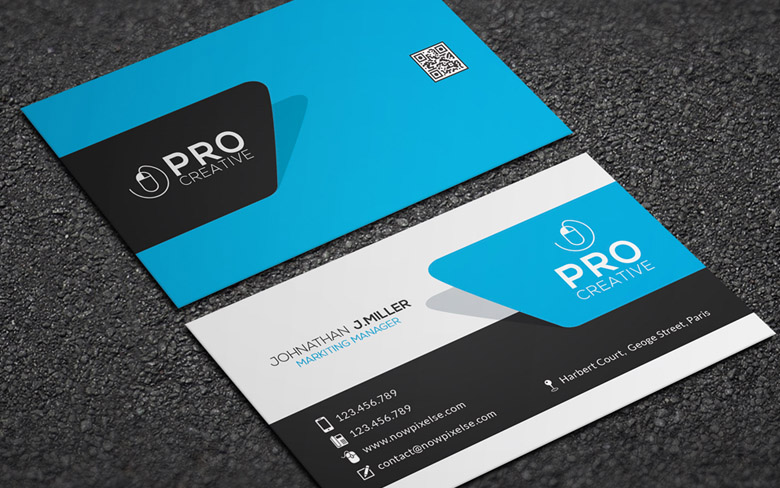 PRO
CREATIVE
PRO
CREATIVE
JOHNATHAN J.MILLER
MARKITING MANAGER
123.456.789
123.456.789
www.nowpixelse.com
contact@nowpixelse.com
Harbert Court, Geoge Street, Paris